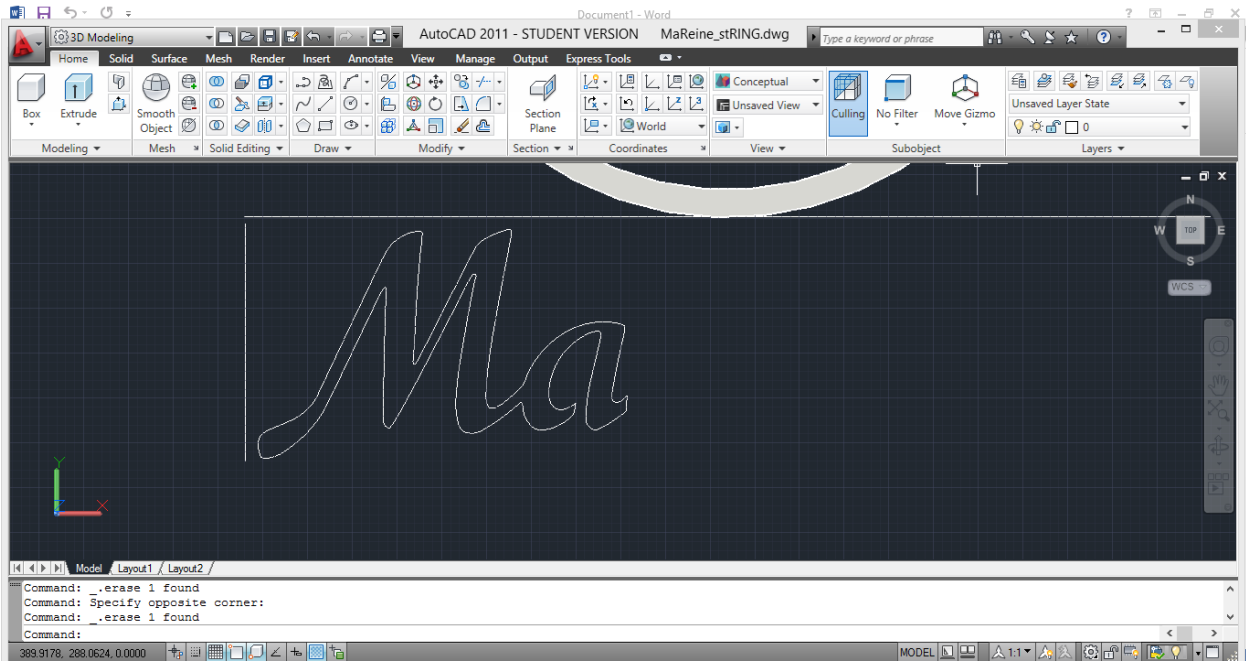 Document1 - Word
3D Modeling
AutoCAD 2011 - STUDENT VERSION MaReine_stRING.dwg
Type a keyword or phrase
Home Solid Surface Mesh Render Insert Annotate View Manage Output Express Tools
Box
Extrude
Smooth Object
Section Plane
Conceptual
Unsaved View
World
Culling
No Filter
Move Gizmo
Unsaved Layer State
0
Modeling Mesh Solid Editing Draw Modify Section Coordinates View Subobject Layers
N
W TOP E
S
WCS
Ma
Y
X
Model Layout1 Layout2
Command: _.erase 1 found
Command: Specify opposite corner:
Command: _.erase 1 found
Command:
389.9178, 288.0624, 0.0000 MODEL 1:1